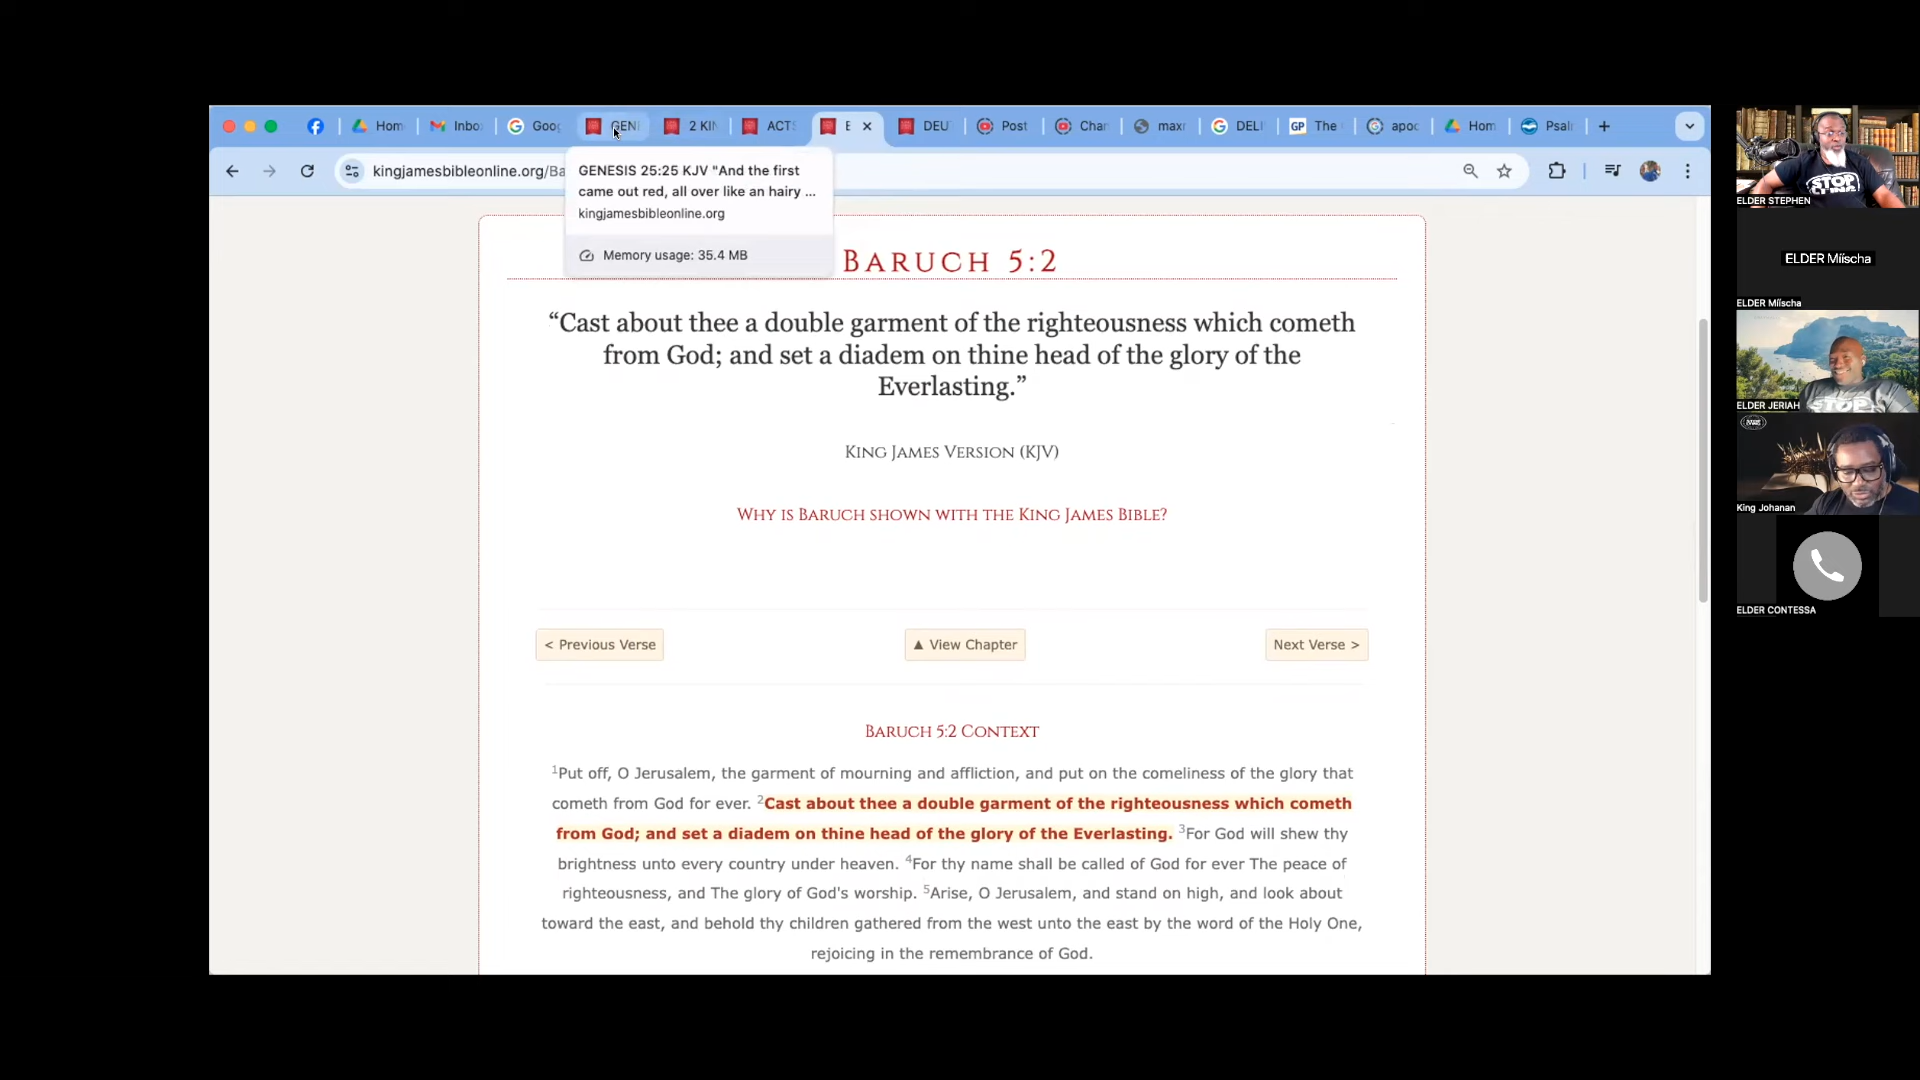 Hom
Inbo
Goo
GEN
2 KIN
ACTS
E
DEU
Post
Char
maxr
DELI
The
apoc
Hom
Psalr
kingjamesbibleonline.org/Ba
GENESIS 25:25 KJV "And the first
came out red, all over like an hairy ...
kingjamesbibleonline.org
Memory usage: 35.4 MB
Baruch 5:2
“Cast about thee a double garment of the righteousness which cometh
from God; and set a diadem on thine head of the glory of the
Everlasting.”
King James Version (KJV)
Why is Baruch shown with the King James Bible?
< Previous Verse
▲ View Chapter
Next Verse >
Baruch 5:2 Context
1Put off, O Jerusalem, the garment of mourning and affliction, and put on the comeliness of the glory that
cometh from God for ever. 2Cast about thee a double garment of the righteousness which cometh
from God; and set a diadem on thine head of the glory of the Everlasting. 3For God will shew thy
brightness unto every country under heaven. 4For thy name shall be called of God for ever The peace of
righteousness, and The glory of God's worship. 5Arise, O Jerusalem, and stand on high, and look about
toward the east, and behold thy children gathered from the west unto the east by the word of the Holy One,
rejoicing in the remembrance of God.
STOP
ELDER STEPHEN
ELDER Miischa
ELDER Miischa
STOP
ELDER JERIAH
King Johanan
ELDER CONTESSA